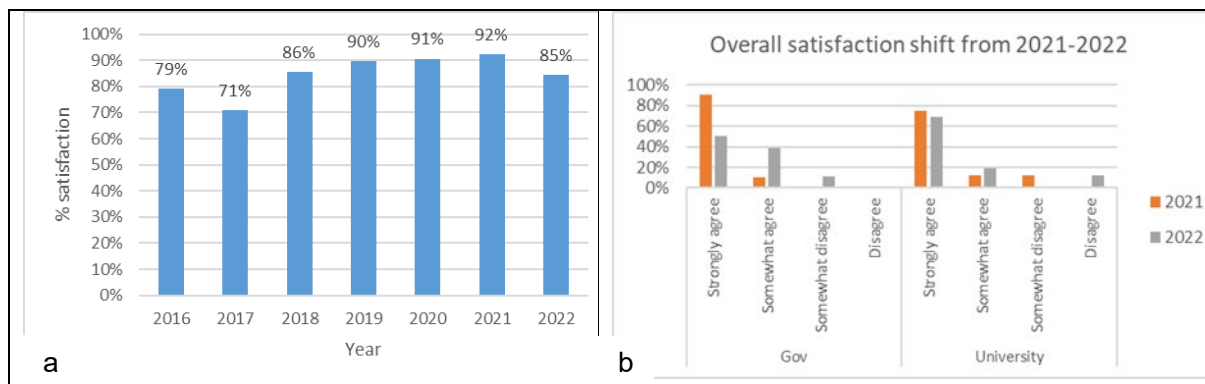 100%
90%
80%
70%
60%
50%
40%
30%
20%
10%
0%
% satisfaction
79%
71%
86%
90%
91%
92%
85%
2016 2017 2018 2019 2020 2021 2022
Year
a
Overall satisfaction shift from 2021-2022
100%
80%
60%
40%
20%
0%
Strongly agree
Somewhat agree
Somewhat disagree
Disagree
Strongly agree
Somewhat agree
Somewhat disagree
Disagree
Gov University
2021
2022
b